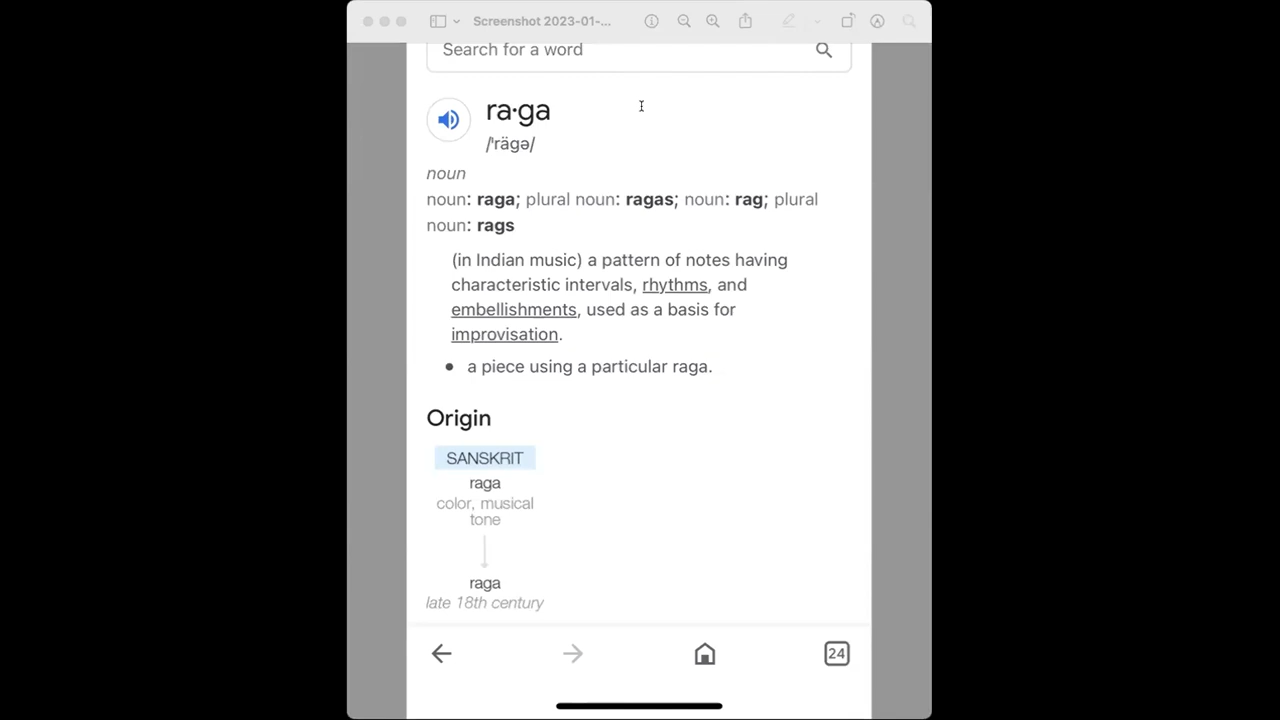 Screenshot 2023-01-...
Search for a word
ra·ga
/ˈrägə/
noun
noun: raga; plural noun: ragas; noun: rag; plural
noun: rags
(in Indian music) a pattern of notes having
characteristic intervals, rhythms, and
embellishments, used as a basis for
improvisation.
• a piece using a particular raga.
Origin
SANSKRIT
raga
color, musical
tone
raga
late 18th century
24